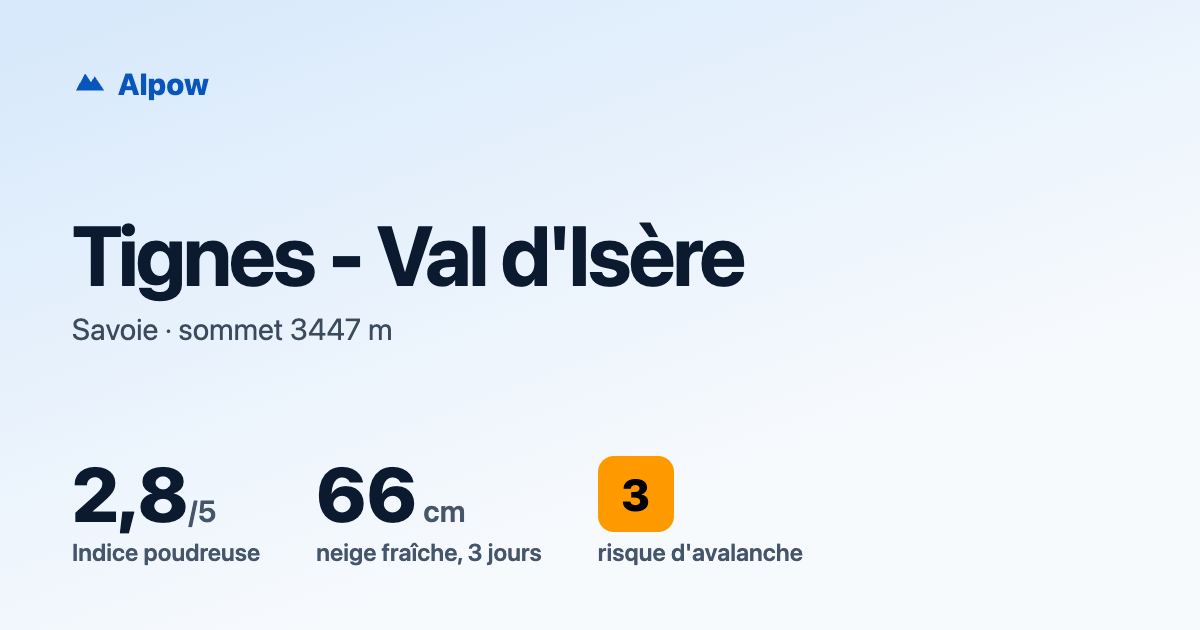 Alpow
Tignes - Val d'Isère
Savoie · sommet 3447 m
2,8/5
Indice poudreuse
66 cm
neige fraîche, 3 jours
3
risque d'avalanche